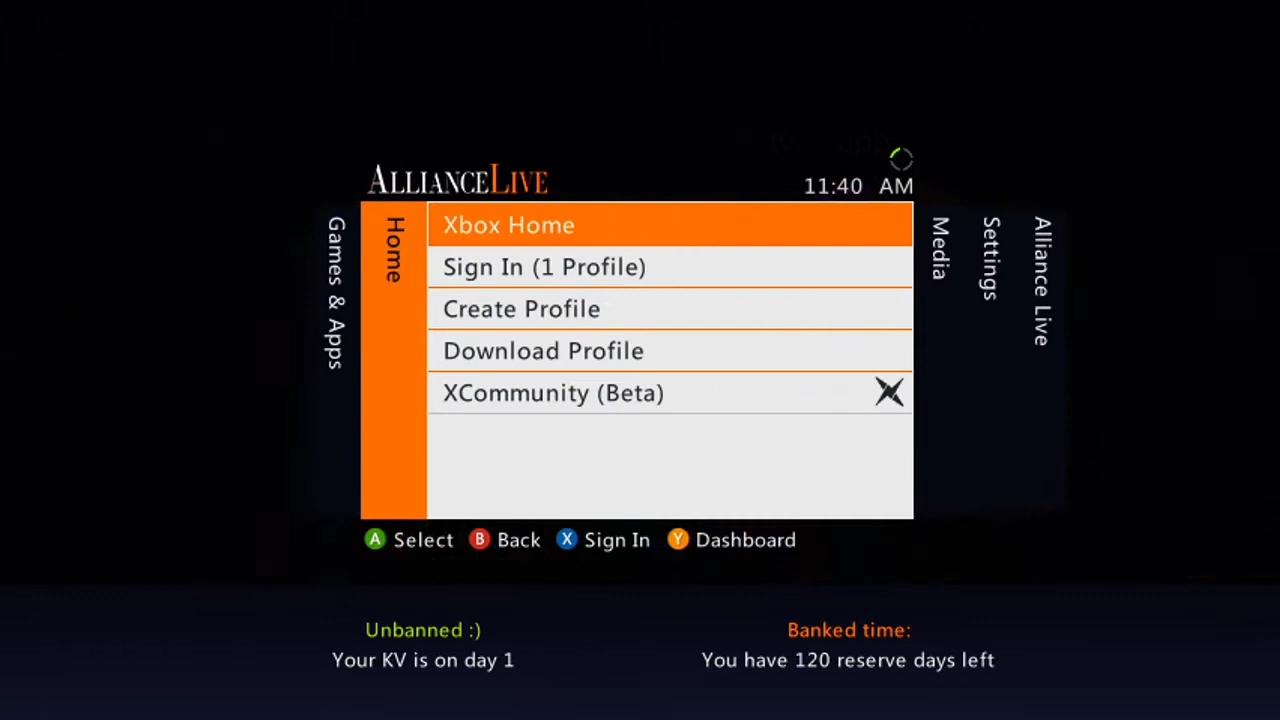 AllianceLive
11:40 AM
Games & Apps
Home
Xbox Home
Sign In (1 Profile)
Create Profile
Download Profile
XCommunity (Beta)
Media
Settings
Alliance Live
A Select B Back X Sign In Y Dashboard
Unbanned :)
Your KV is on day 1
Banked time:
You have 120 reserve days left